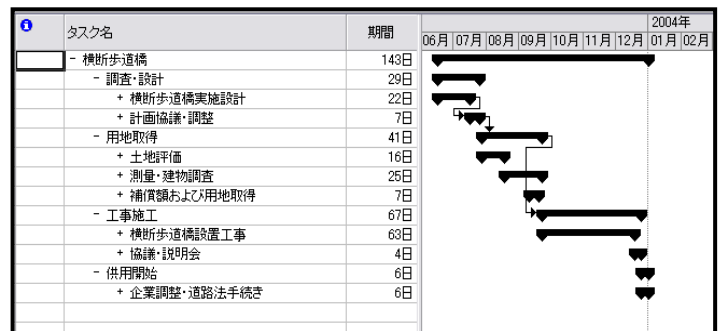 タスク名 期間 2004年
06月 07月 08月 09月 10月 11月 12月 01月 02月
- 横断歩道橋 143日
- 調査・設計 29日
+ 横断歩道橋実施設計 22日
+ 計画協議・調整 7日
- 用地取得 41日
+ 土地評価 16日
+ 測量・建物調査 25日
+ 補償額および用地取得 7日
- 工事施工 67日
+ 横断歩道橋設置工事 63日
+ 協議・説明会 4日
- 供用開始 6日
+ 企業調整・道路法手続き 6日